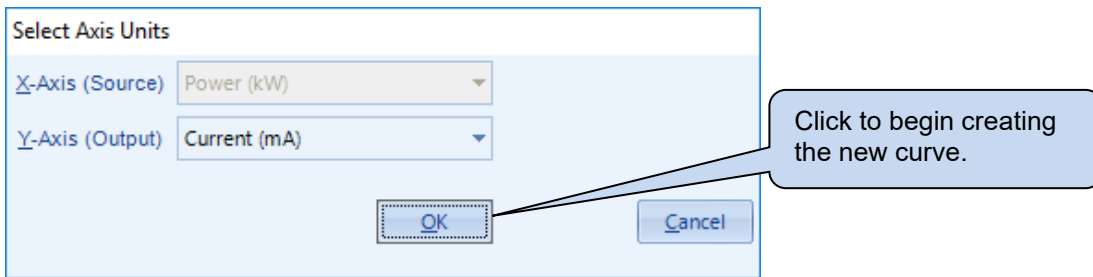 Select Axis Units
X-Axis (Source) Power (kW)
Y-Axis (Output) Current (mA)
Click to begin creating
the new curve.
OK Cancel